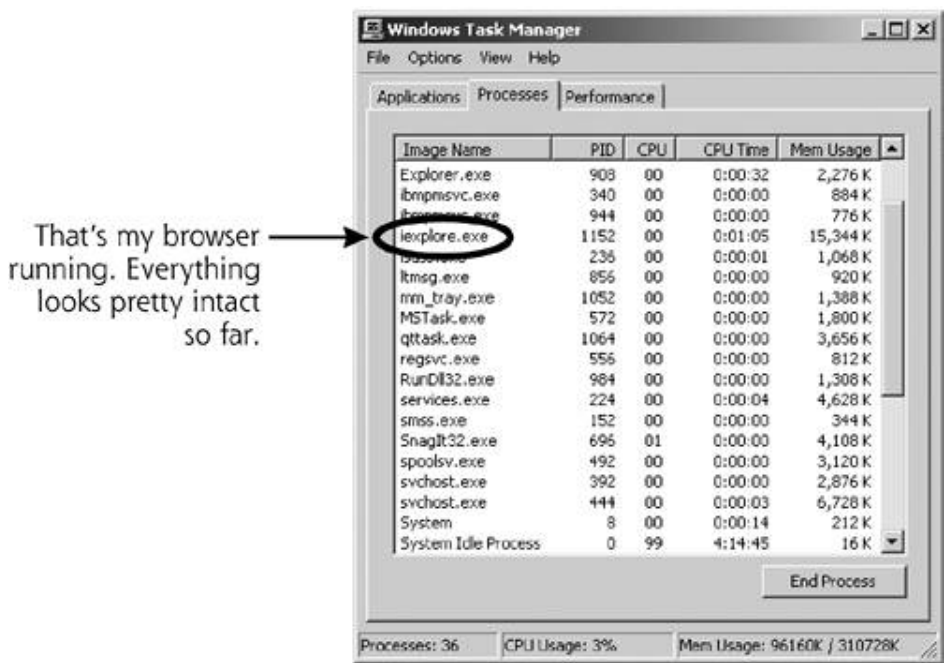 Windows Task Manager
File Options View Help
Applications Processes Performance
Image Name PID CPU CPU Time Mem Usage
Explorer.exe 908 00 0:00:32 2,276 K
ibmpmsvc.exe 340 00 0:00:00 884 K
944 00 0:00:00 776 K
iexplore.exe 1152 00 0:01:05 15,344 K
236 00 0:00:01 1,068 K
ltmsg.exe 856 00 0:00:00 920 K
mm_tray.exe 1052 00 0:00:00 1,388 K
MSTask.exe 572 00 0:00:00 1,800 K
qttask.exe 1064 00 0:00:00 3,656 K
regsvc.exe 556 00 0:00:00 812 K
RunDll32.exe 984 00 0:00:00 1,308 K
services.exe 224 00 0:00:04 4,628 K
smss.exe 152 00 0:00:00 344 K
SnagIt32.exe 696 01 0:00:00 4,108 K
spoolsv.exe 492 00 0:00:00 3,120 K
svchost.exe 392 00 0:00:00 2,876 K
svchost.exe 444 00 0:00:03 6,728 K
System 8 00 0:00:14 212 K
System Idle Process 0 99 4:14:45 16 K
End Process
Processes: 36 CPU Usage: 3% Mem Usage: 96160K / 310728K
That's my browser
running. Everything
looks pretty intact
so far.